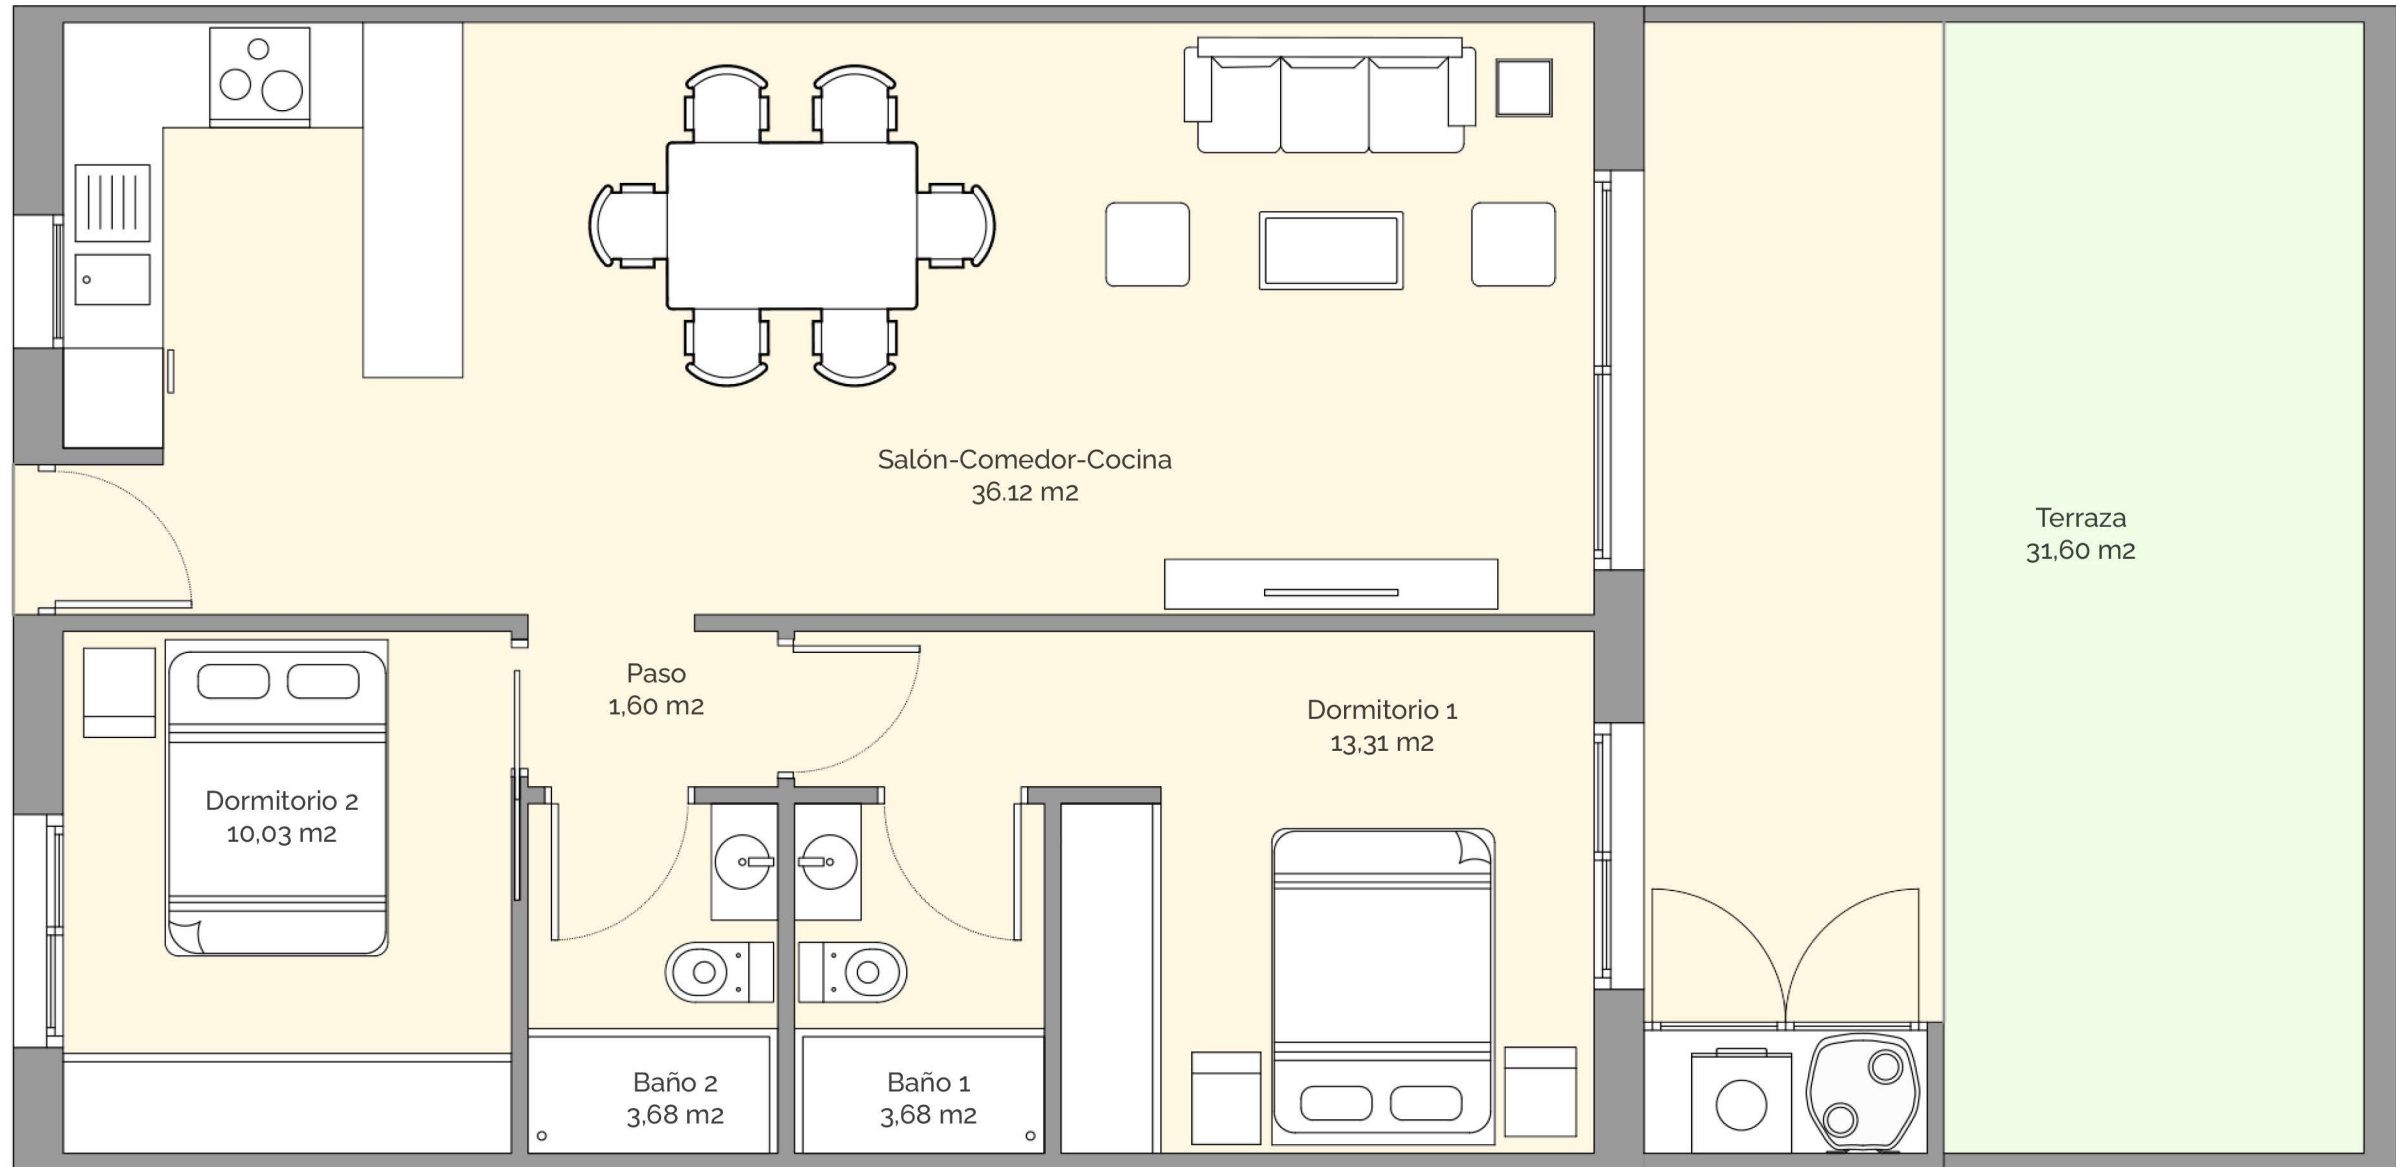 Salón-Comedor-Cocina
36.12 m2
Terraza
31,60 m2
Paso
1,60 m2
Dormitorio 1
13,31 m2
Dormitorio 2
10,03 m2
Baño 2
3,68 m2
Baño 1
3,68 m2